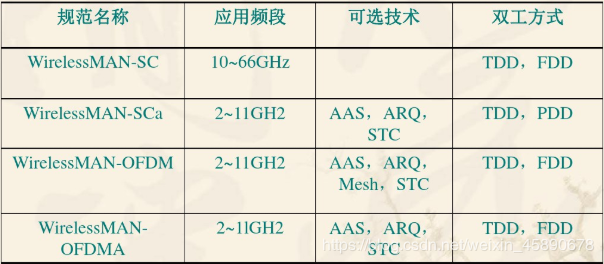 规范名称 应用频段 可选技术 双工方式
WirelessMAN-SC 10~66GHz TDD，FDD
WirelessMAN-SCa 2~11GH2 AAS，ARQ， TDD，PDD
STC
WirelessMAN-OFDM 2~11GH2 AAS，ARQ， TDD，FDD
Mesh，STC
WirelessMAN- 2~1lGH2 AAS，ARQ， TDD，FDD
OFDMA STC
https://blog.csdn.net/weixin_45890678